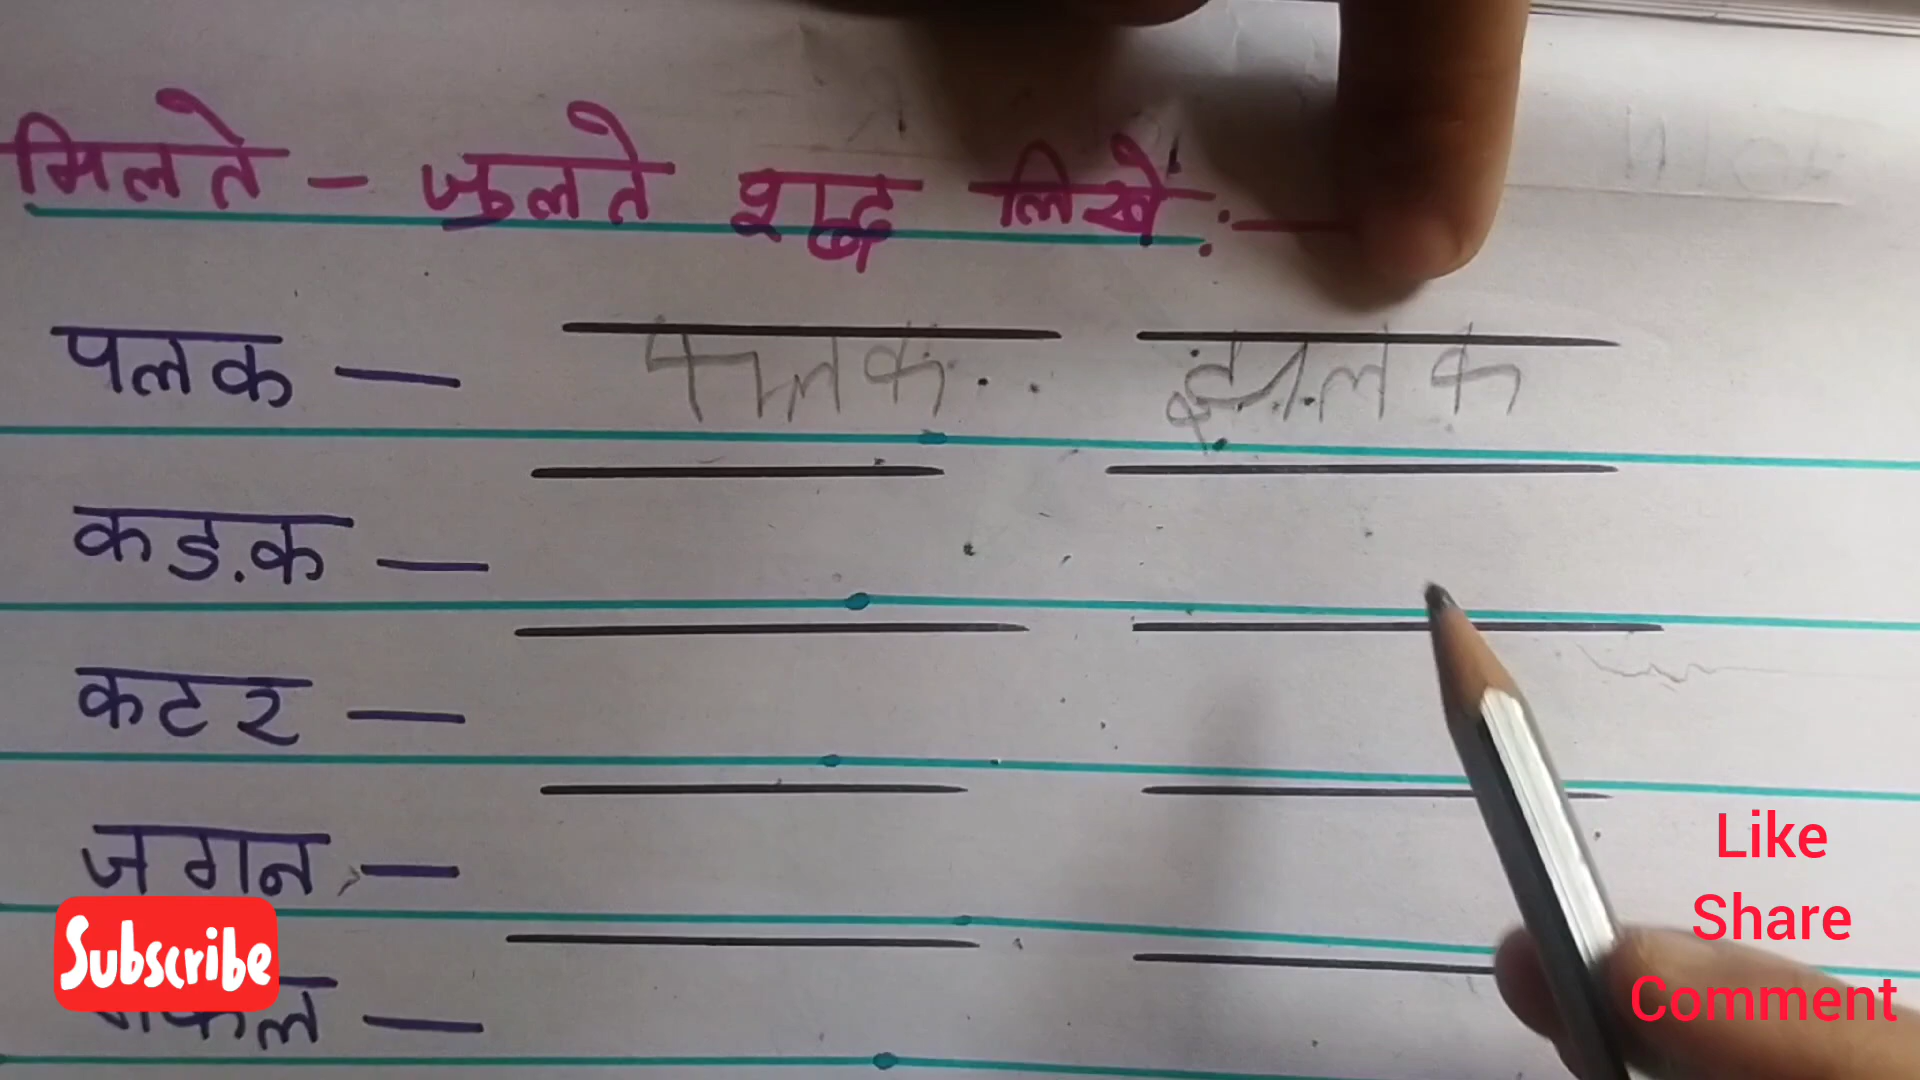 मिलते - जुलते शब्द लिखें :-
पलक — फलक झलक
कड़क —
कटर —
जगन —
Subscribe
Like
Share
Comment